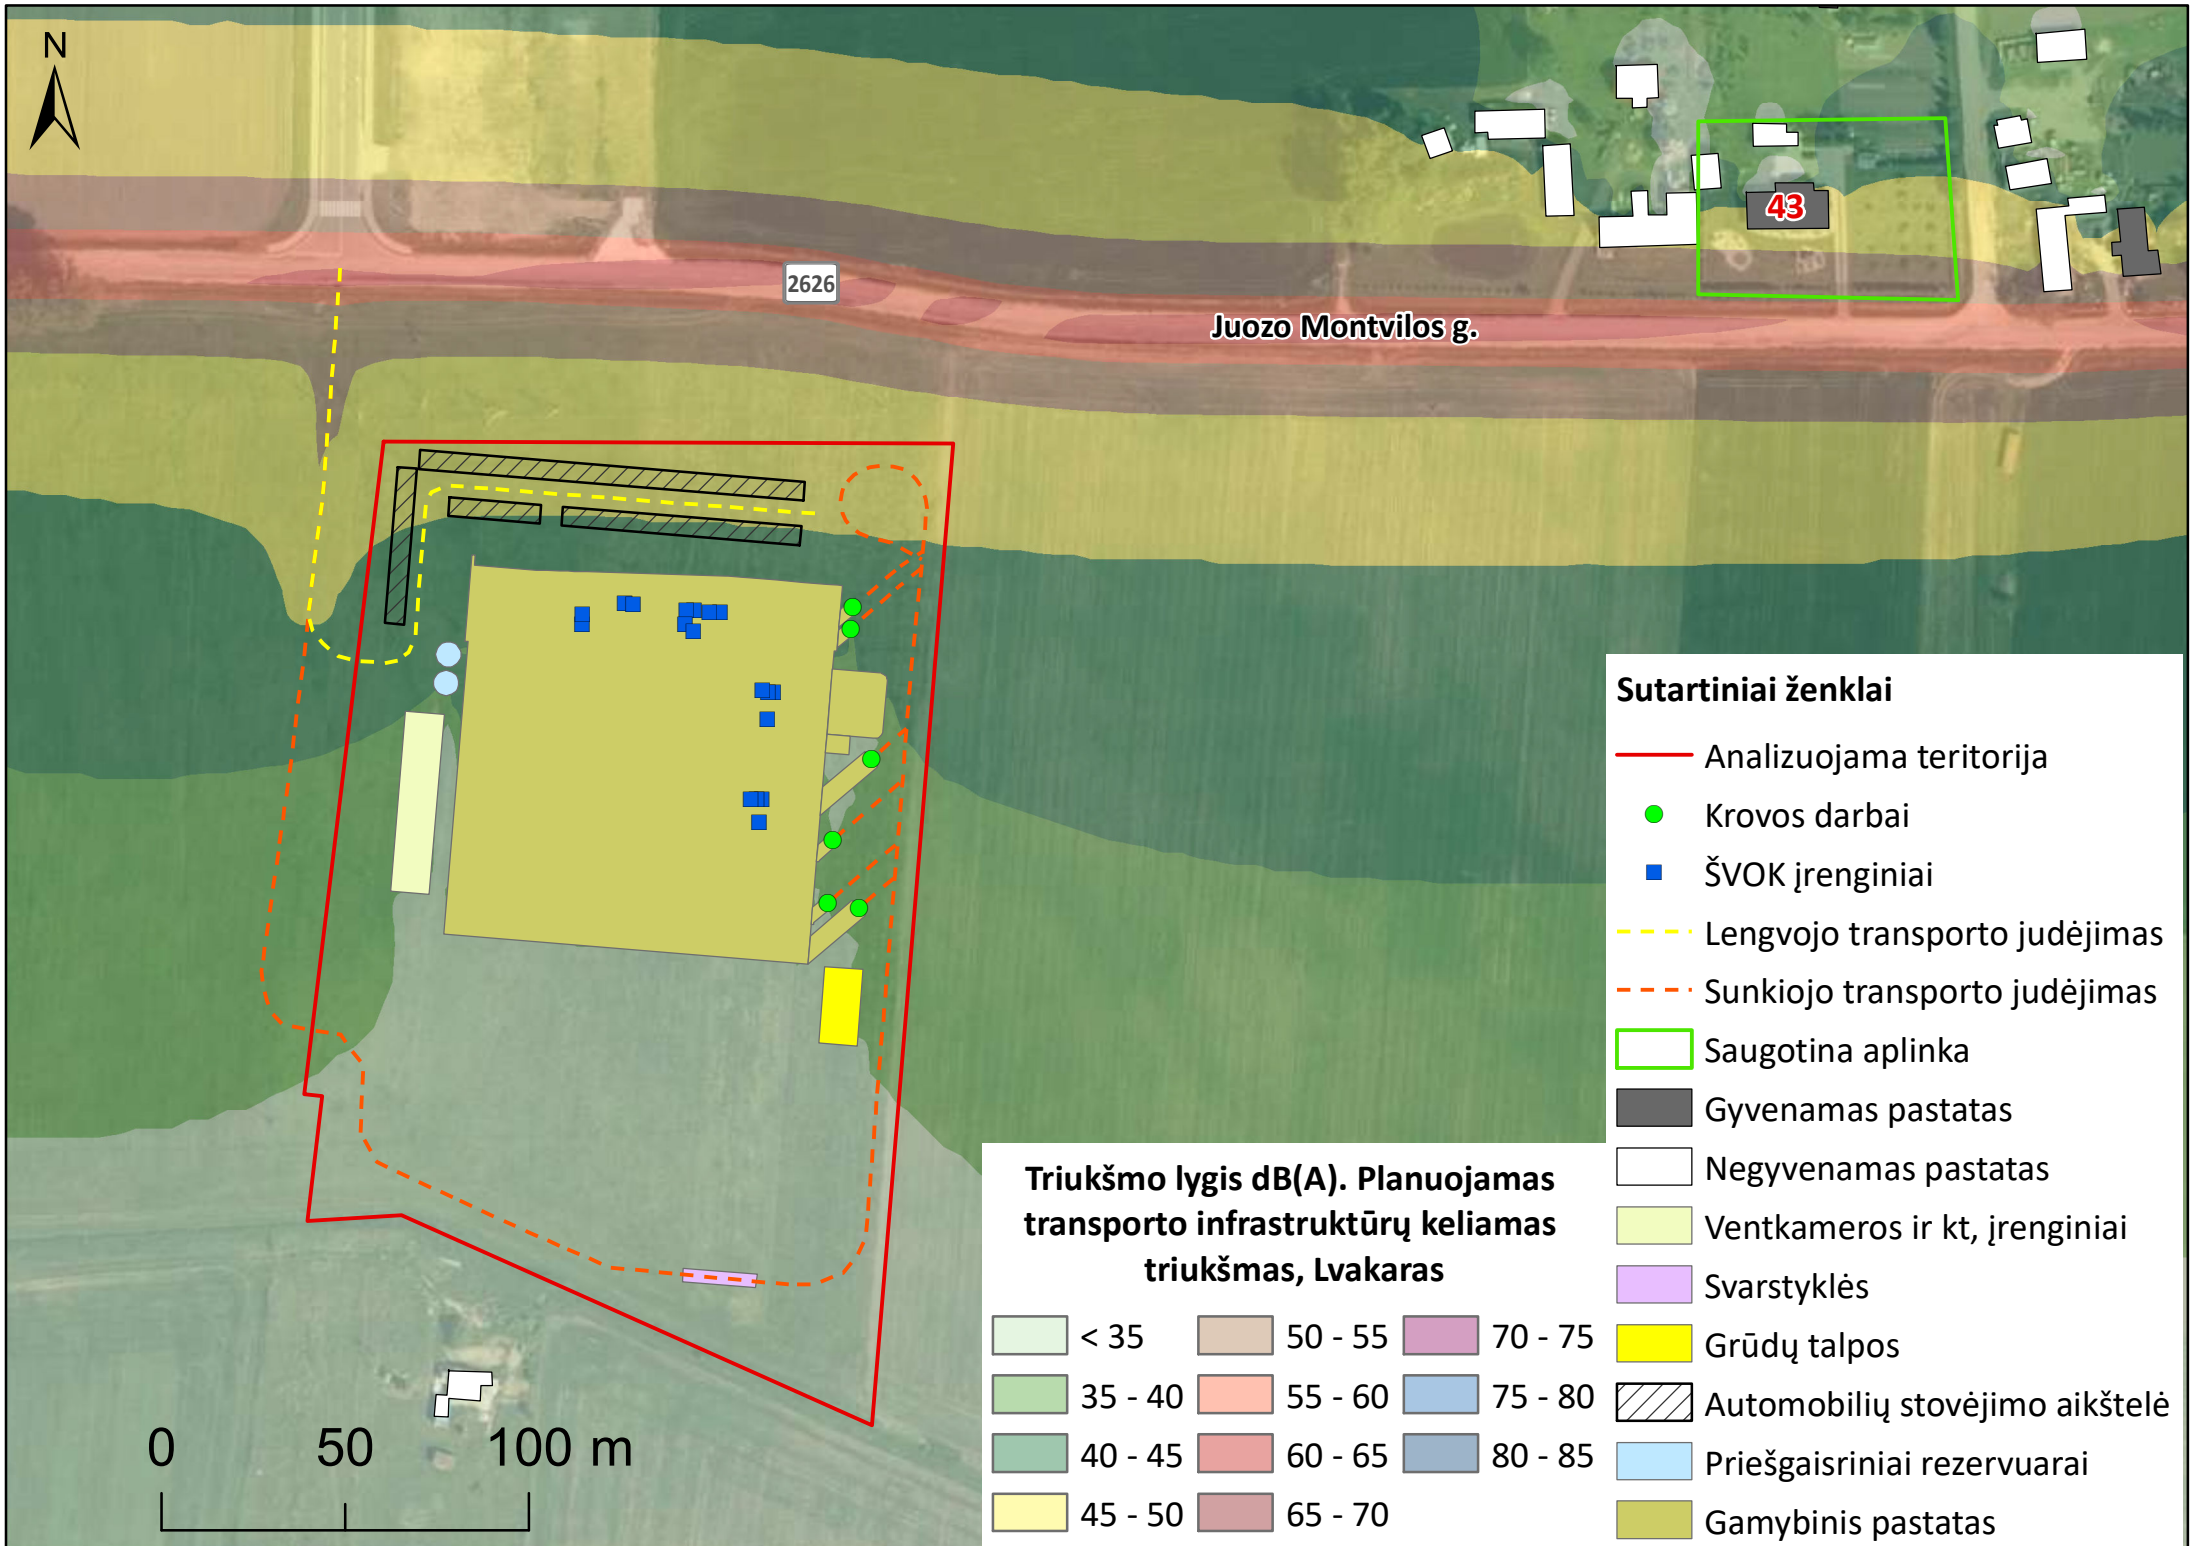 N
43
2626
Juozo Montvilos g.
Sutartiniai ženklai
Analizuojama teritorija
Krovos darbai
ŠVOK įrenginiai
Lengvojo transporto judėjimas
Sunkiojo transporto judėjimas
Saugotina aplinka
Gyvenamas pastatas
Negyvenamas pastatas
Ventkameros ir kt, įrenginiai
Svarstyklės
Grūdų talpos
Automobilių stovėjimo aikštelė
Priešgaisriniai rezervuarai
Gamybinis pastatas
Triukšmo lygis dB(A). Planuojamas
transporto infrastruktūrų keliamas
triukšmas, Lvakaras
< 35 50 - 55 70 - 75
35 - 40 55 - 60 75 - 80
40 - 45 60 - 65 80 - 85
45 - 50 65 - 70
0 50 100 m